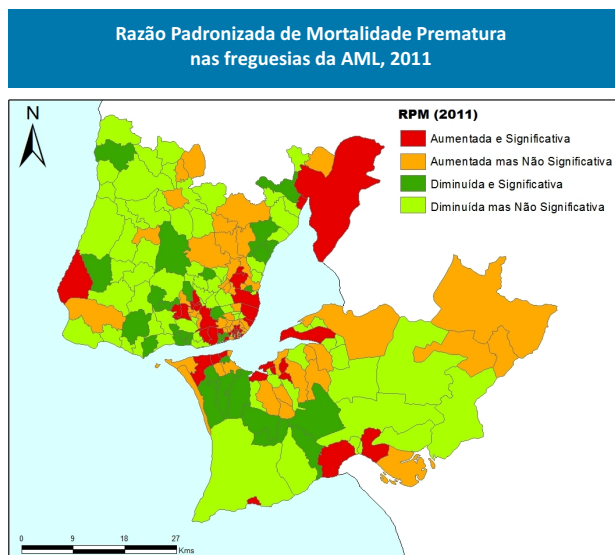 Razão Padronizada de Mortalidade Prematura
nas freguesias da AML, 2011
N
RPM (2011)
Aumentada e Significativa
Aumentada mas Não Significativa
Diminuída e Significativa
Diminuída mas Não Significativa
0 9 18 27
Kms